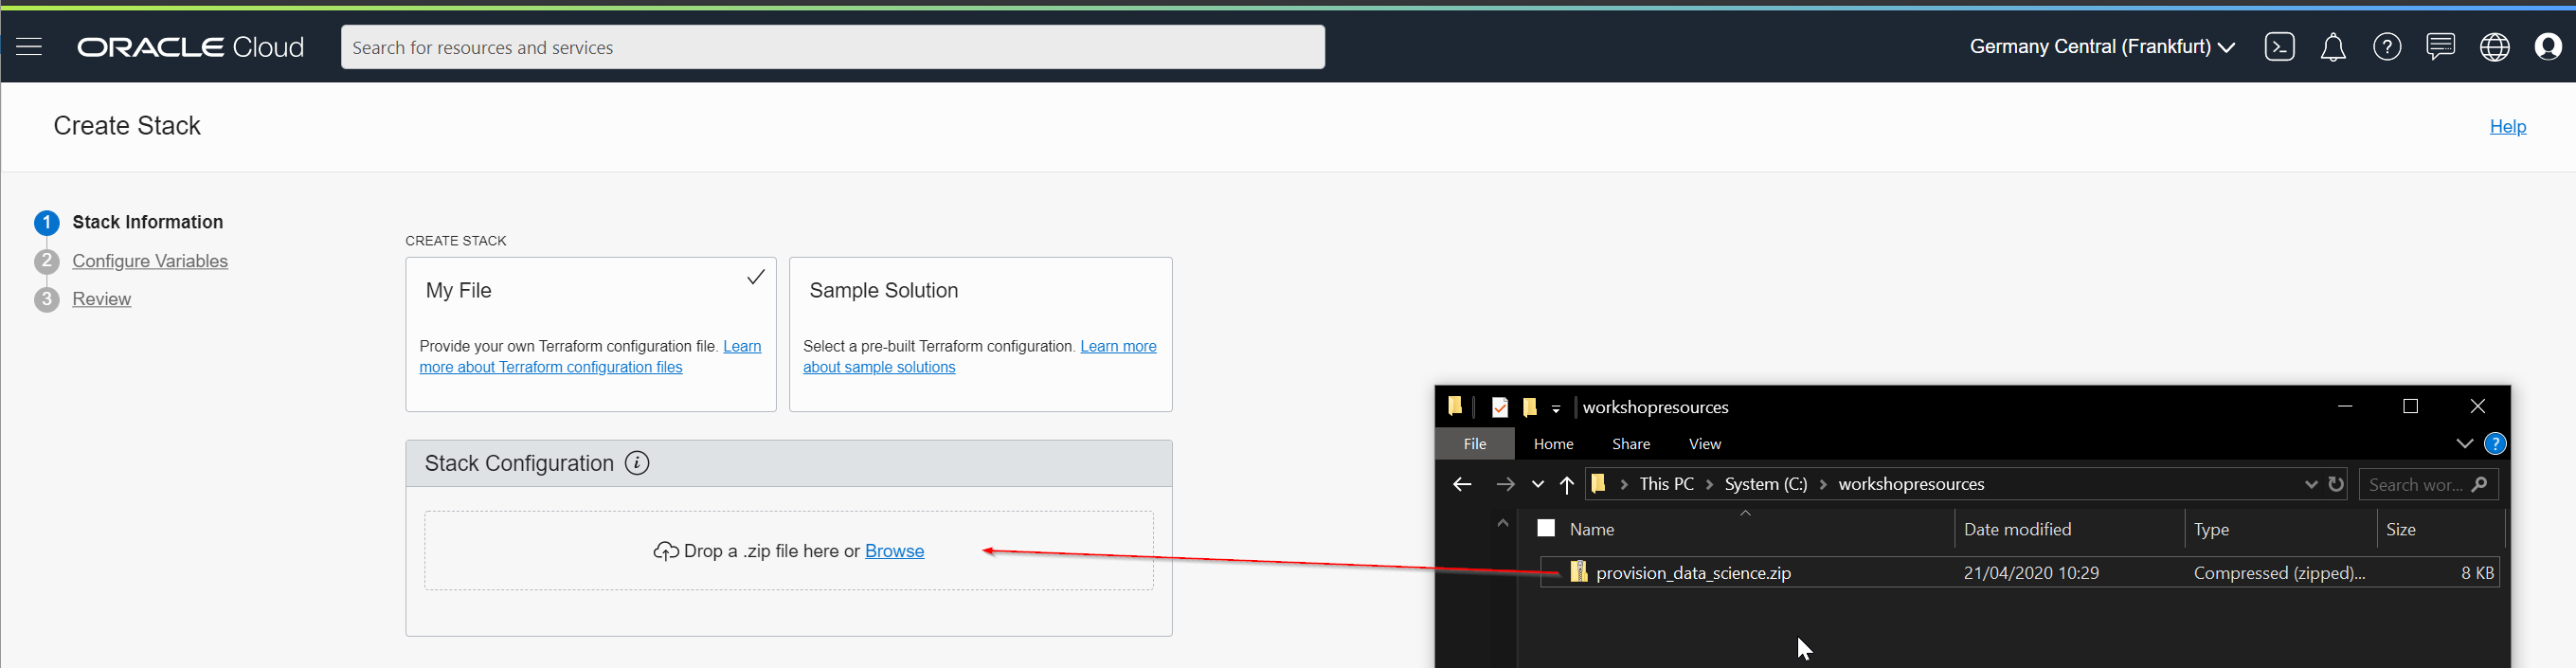 ORACLE Cloud
Search for resources and services
Germany Central (Frankfurt)
Create Stack
Help
1 Stack Information
2 Configure Variables
3 Review
CREATE STACK
My File
Provide your own Terraform configuration file. Learn
more about Terraform configuration files
Sample Solution
Select a pre-built Terraform configuration. Learn more
about sample solutions
Stack Configuration i
Drop a .zip file here or Browse
workshopresources
File Home Share View
This PC > System (C:) > workshopresources
Search wor...
Name Date modified Type Size
provision_data_science.zip 21/04/2020 10:29 Compressed (zipped)... 8 KB